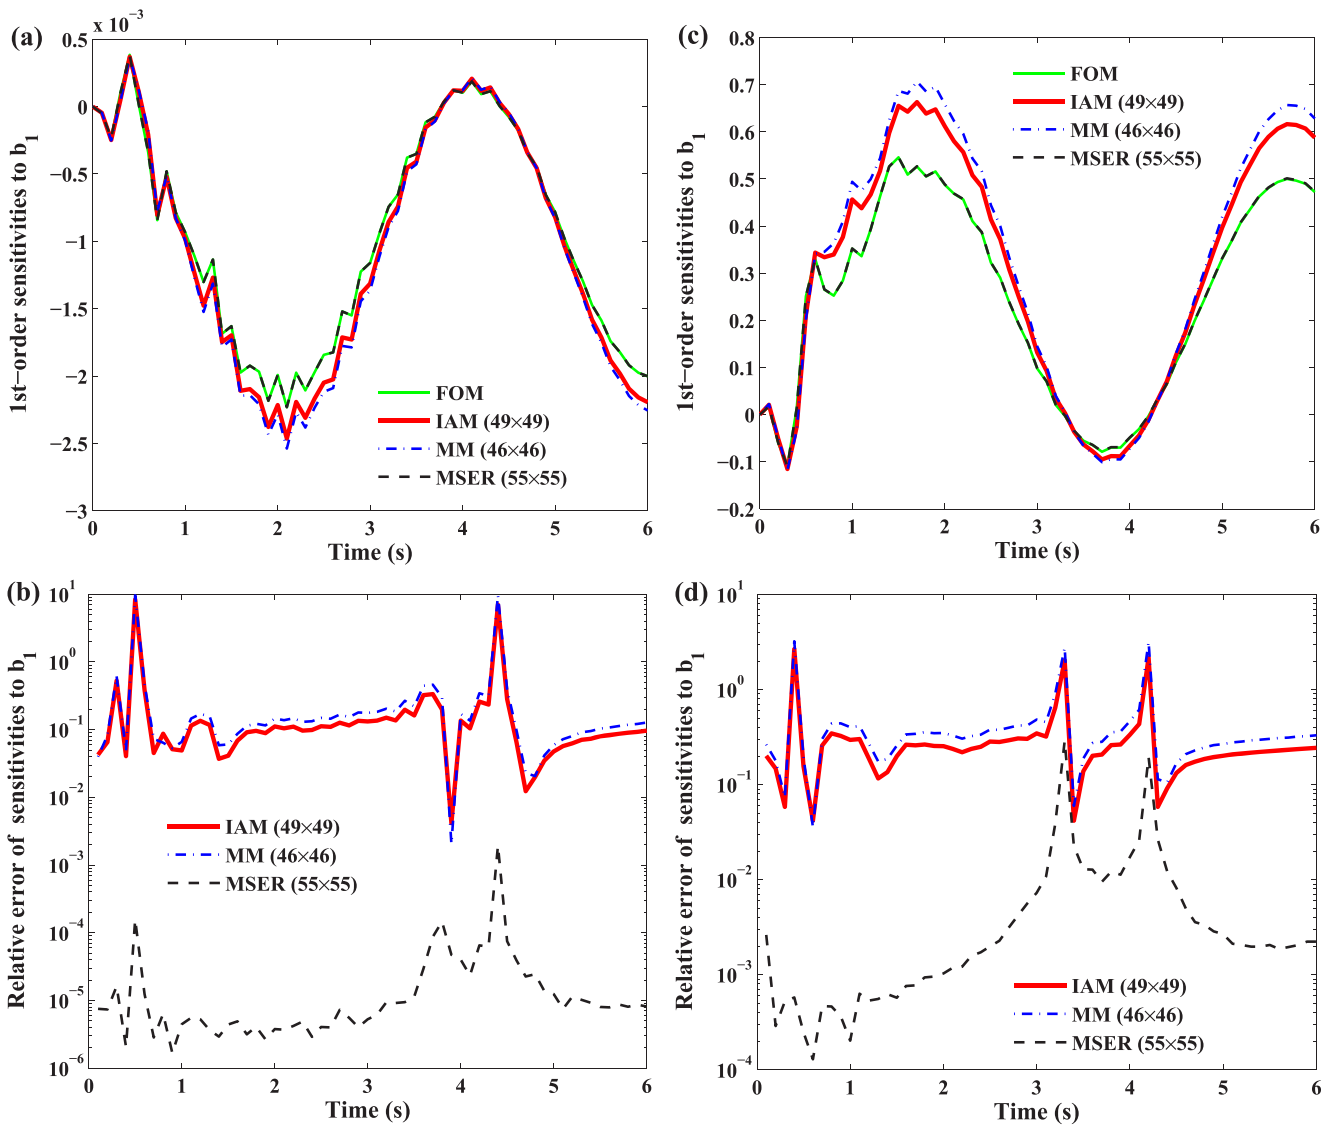 (a)
x 10−3
0.5
0
−0.5
−1
−1.5
−2
−2.5
−3
0 1 2 3 4 5 6
1st−order sensitivities to b1
Time (s)
FOM
IAM (49×49)
MM (46×46)
MSER (55×55)
(c)
0.8
0.7
0.6
0.5
0.4
0.3
0.2
0.1
0
−0.1
−0.2
0 1 2 3 4 5 6
1st−order sensitivities to b1
Time (s)
FOM
IAM (49×49)
MM (46×46)
MSER (55×55)
(b)
10^1
10^0
10^−1
10^−2
10^−3
10^−4
10^−5
10^−6
0 1 2 3 4 5 6
Relative error of sensitivities to b1
Time (s)
IAM (49×49)
MM (46×46)
MSER (55×55)
(d)
10^1
10^0
10^−1
10^−2
10^−3
10^−4
0 1 2 3 4 5 6
Relative error of sensitivities to b1
Time (s)
IAM (49×49)
MM (46×46)
MSER (55×55)